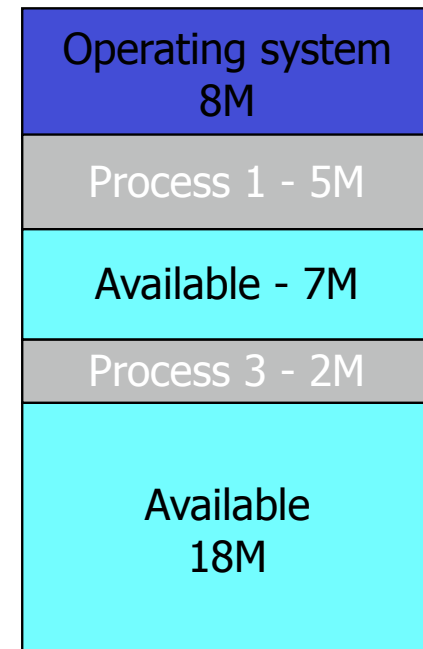 Operating system
8M
Process 1 - 5M
Available - 7M
Process 3 - 2M
Available
18M